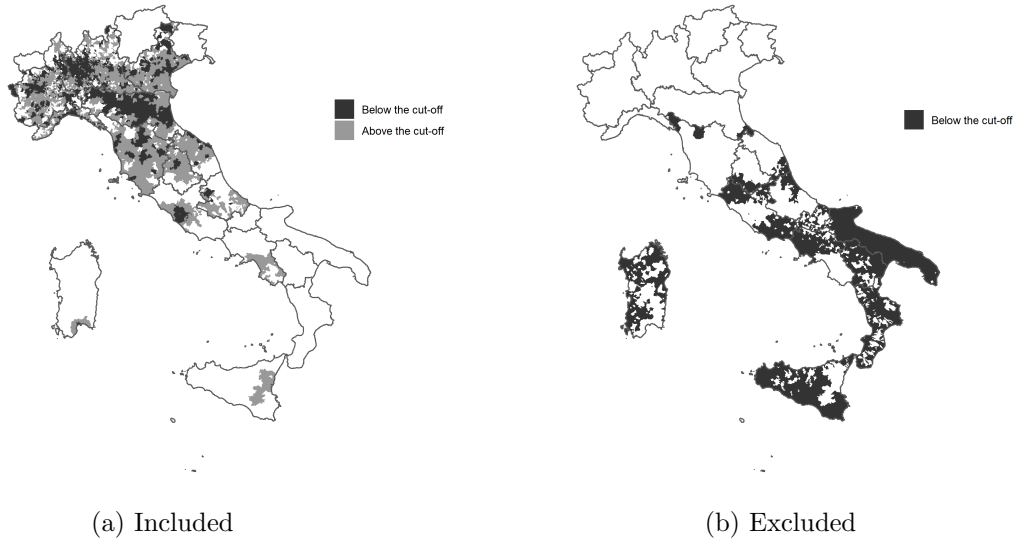 Below the cut-off
Above the cut-off
Below the cut-off
(a) Included
(b) Excluded